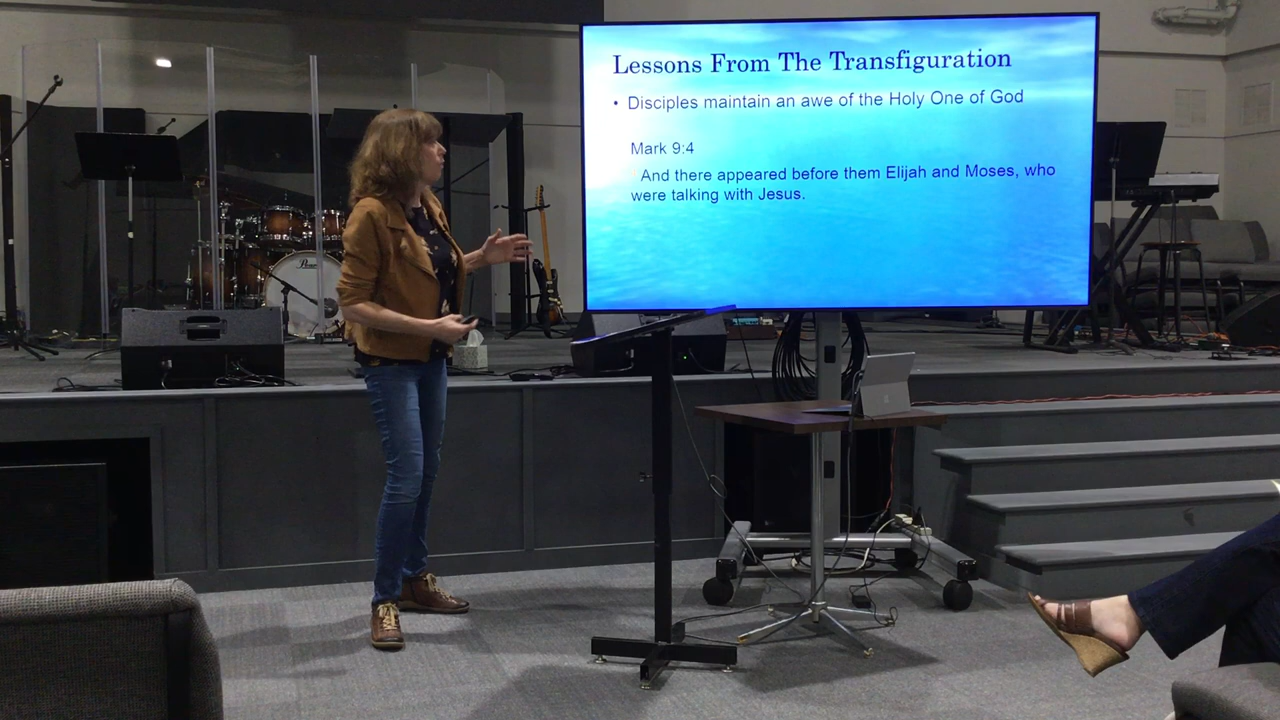 Lessons From The Transfiguration
• Disciples maintain an awe of the Holy One of God
Mark 9:4
And there appeared before them Elijah and Moses, who
were talking with Jesus.
Pearl